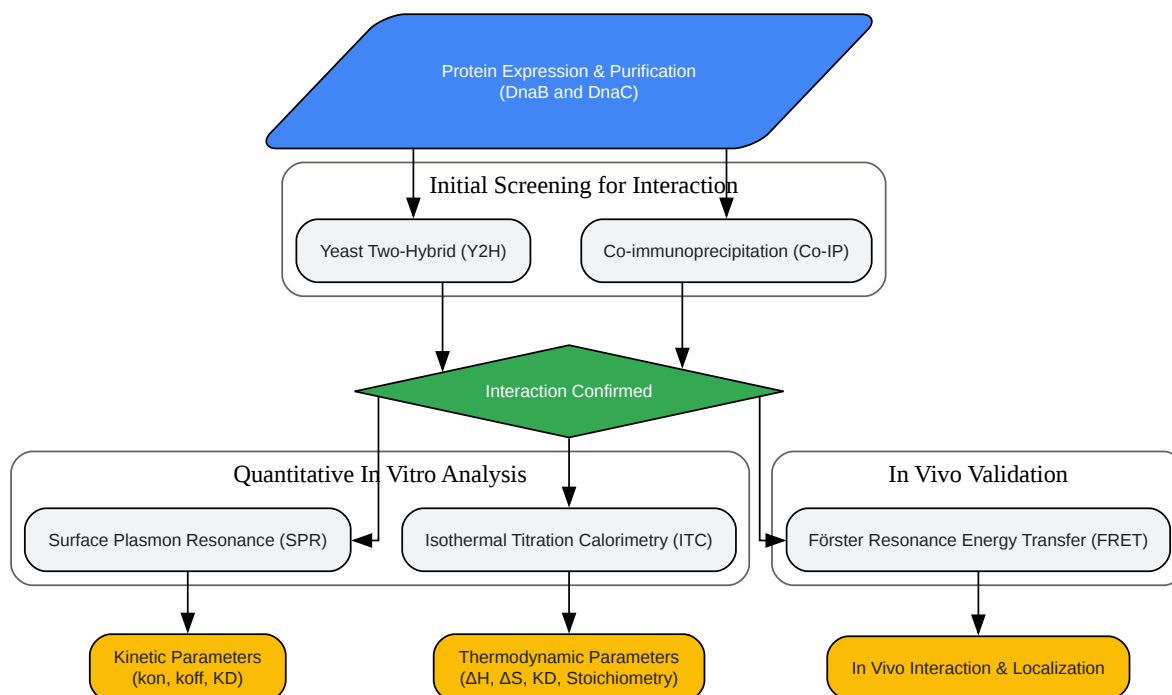 Protein Expression & Purification
(DnaB and DnaC)
Initial Screening for Interaction
Yeast Two-Hybrid (Y2H)
Co-immunoprecipitation (Co-IP)
Interaction Confirmed
Quantitative In Vitro Analysis
In Vivo Validation
Surface Plasmon Resonance (SPR)
Isothermal Titration Calorimetry (ITC)
Förster Resonance Energy Transfer (FRET)
Kinetic Parameters
(kon, koff, KD)
Thermodynamic Parameters
(ΔH, ΔS, KD, Stoichiometry)
In Vivo Interaction & Localization